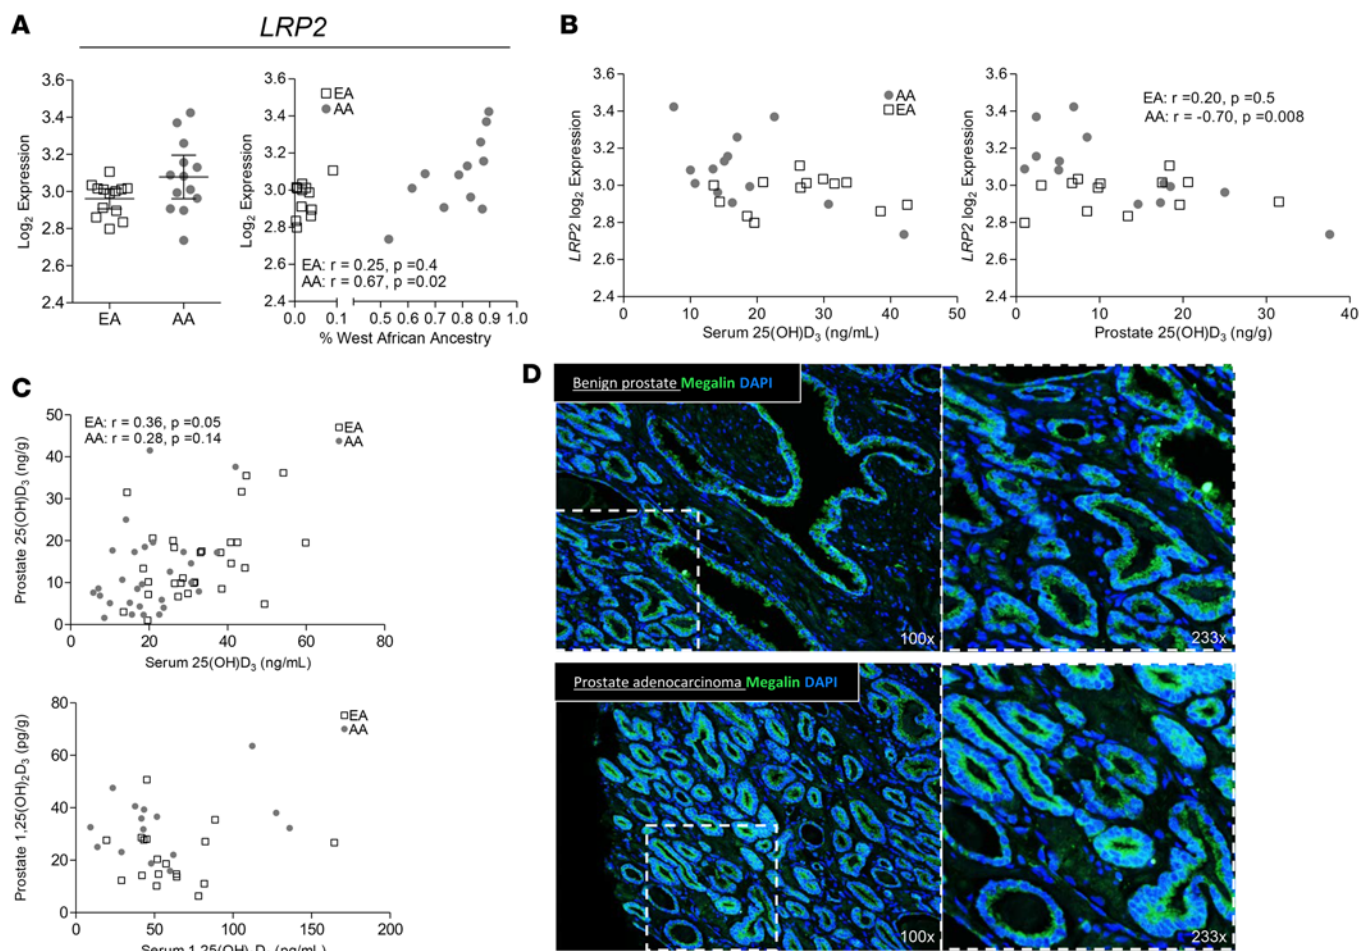 A
LRP2
Log2 Expression
3.6
3.4
3.2
3.0
2.8
2.6
2.4
EA
AA
Log2 Expression
3.6
3.4
3.2
3.0
2.8
2.6
2.4
EA
AA
EA: r = 0.25, p =0.4
AA: r = 0.67, p =0.02
0.0 0.1 0.5 0.6 0.7 0.8 0.9 1.0
% West African Ancestry
B
LRP2 log2 Expression
3.6
3.4
3.2
3.0
2.8
2.6
2.4
AA
EA
0 10 20 30 40 50
Serum 25(OH)D3 (ng/mL)
LRP2 log2 Expression
3.6
3.4
3.2
3.0
2.8
2.6
2.4
EA: r =0.20, p =0.5
AA: r = -0.70, p =0.008
0 10 20 30 40
Prostate 25(OH)D3 (ng/g)
C
Prostate 25(OH)D3 (ng/g)
50
40
30
20
10
0
EA: r = 0.36, p =0.05
AA: r = 0.28, p =0.14
EA
AA
0 20 40 60 80
Serum 25(OH)D3 (ng/mL)
Prostate 1,25(OH)2D3 (pg/g)
80
60
40
20
0
EA
AA
0 50 100 150 200
Serum 1,25(OH)2D3 (pg/mL)
D
Benign prostate Megalin DAPI
100x
233x
Prostate adenocarcinoma Megalin DAPI
100x
233x